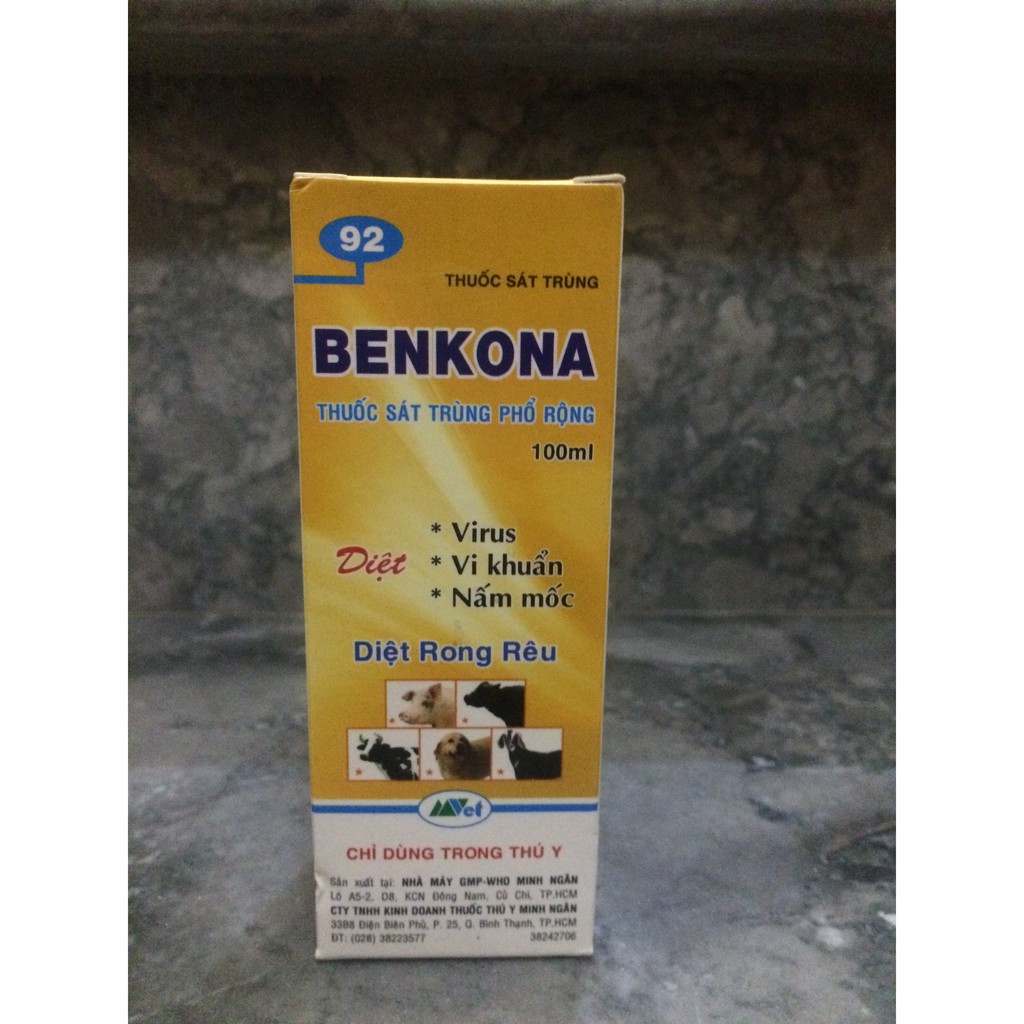 92
THUỐC SÁT TRÙNG
BENKONA
THUỐC SÁT TRÙNG PHỔ RỘNG
100ml
Diệt
* Virus
* Vi khuẩn
* Nấm mốc
Diệt Rong Rêu
MVet
CHỈ DÙNG TRONG THÚ Y
Sản xuất tại: NHÀ MÁY GMP-WHO MINH NGÂN
Lô A5-2, D8, KCN Đông Nam, Củ Chi, TP.HCM
CTY TNHH KINH DOANH THUỐC THÚ Y MINH NGÂN
33B8 Điện Biên Phủ, P. 25, Q. Bình Thạnh, TP.HCM
ĐT: (028) 38223577 - 38242706